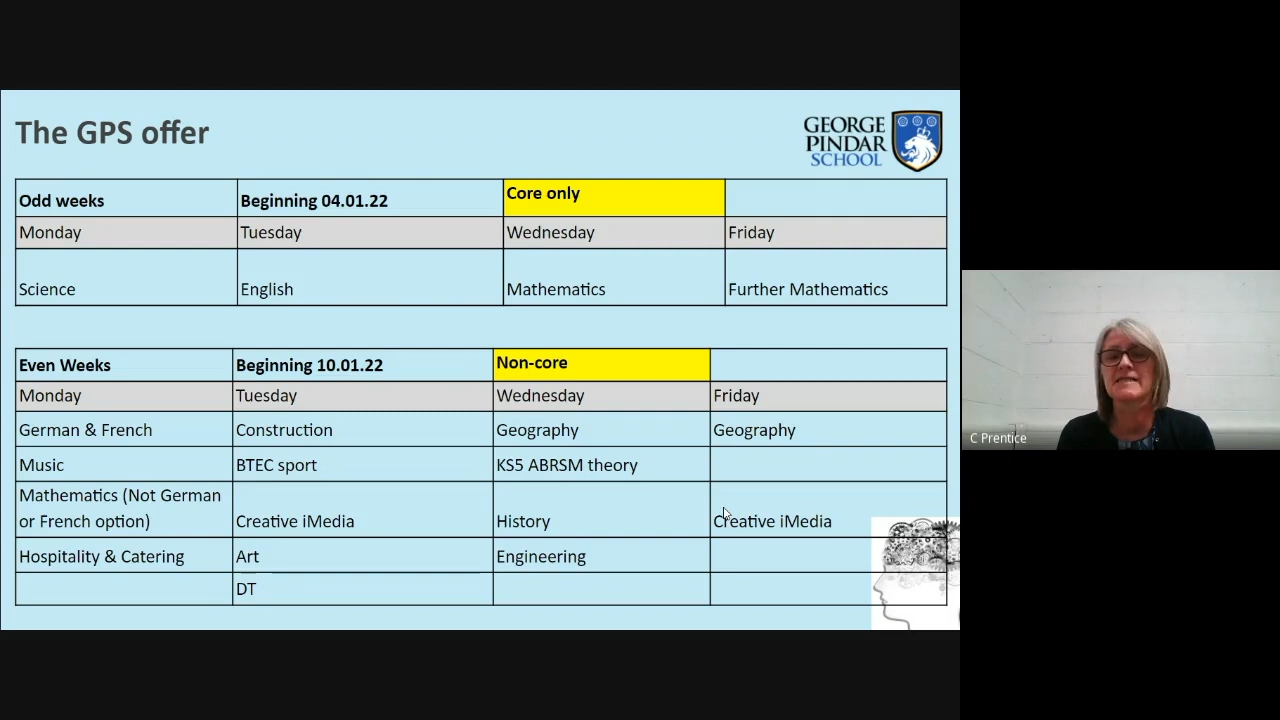 The GPS offer
GEORGE
PINDAR
SCHOOL
Odd weeks Beginning 04.01.22 Core only
Monday Tuesday Wednesday Friday
Science English Mathematics Further Mathematics
Even Weeks Beginning 10.01.22 Non-core
Monday Tuesday Wednesday Friday
German & French Construction Geography Geography
Music BTEC sport KS5 ABRSM theory
Mathematics (Not German
or French option) Creative iMedia History Creative iMedia
Hospitality & Catering Art Engineering
DT
C Prentice